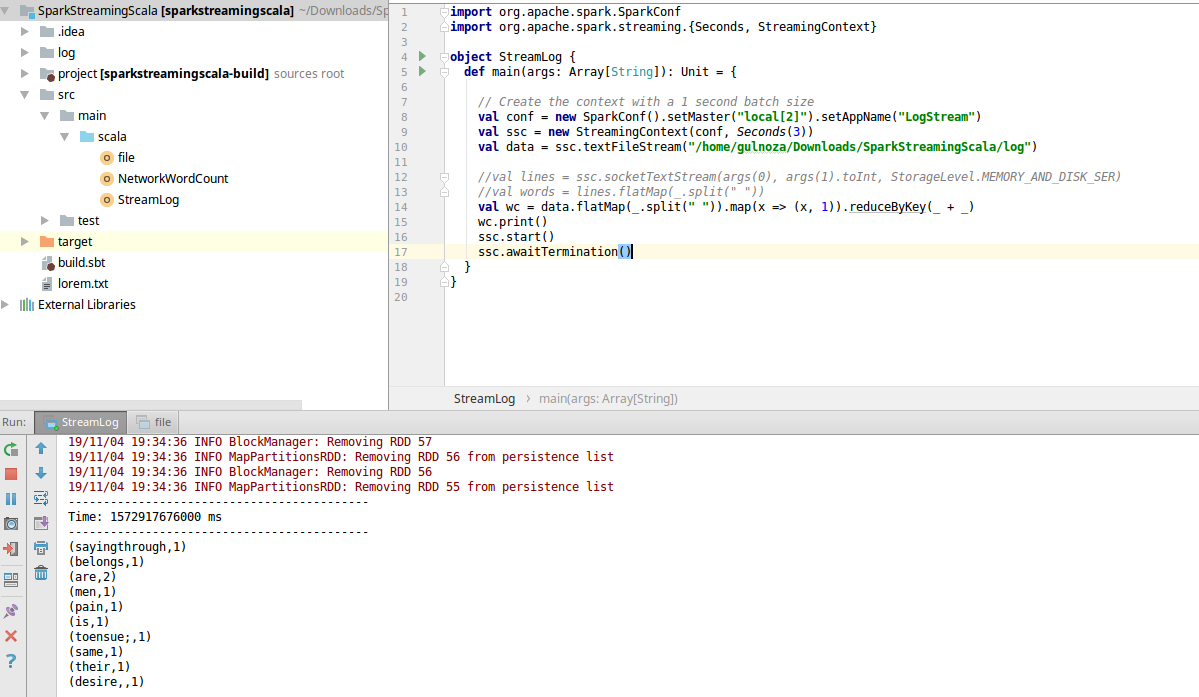 SparkStreamingScala [sparkstreamingscala] ~/Downloads/Sp
.idea
log
project [sparkstreamingscala-build] sources root
src
main
scala
file
NetworkWordCount
StreamLog
test
target
build.sbt
lorem.txt
External Libraries
1 import org.apache.spark.SparkConf
2 import org.apache.spark.streaming.{Seconds, StreamingContext}
3
4 object StreamLog {
5 def main(args: Array[String]): Unit = {
6
7 // Create the context with a 1 second batch size
8 val conf = new SparkConf().setMaster("local[2]").setAppName("LogStream")
9 val ssc = new StreamingContext(conf, Seconds(3))
10 val data = ssc.textFileStream("/home/gulnoza/Downloads/SparkStreamingScala/log")
11
12 //val lines = ssc.socketTextStream(args(0), args(1).toInt, StorageLevel.MEMORY_AND_DISK_SER)
13 //val words = lines.flatMap(_.split(" "))
14 val wc = data.flatMap(_.split(" ")).map(x => (x, 1)).reduceByKey(_ + _)
15 wc.print()
16 ssc.start()
17 ssc.awaitTermination()
18 }
19 }
20
StreamLog › main(args: Array[String])
Run: StreamLog file
19/11/04 19:34:36 INFO BlockManager: Removing RDD 57
19/11/04 19:34:36 INFO MapPartitionsRDD: Removing RDD 56 from persistence list
19/11/04 19:34:36 INFO BlockManager: Removing RDD 56
19/11/04 19:34:36 INFO MapPartitionsRDD: Removing RDD 55 from persistence list
-------------------------------------------
Time: 1572917676000 ms
-------------------------------------------
(sayingthrough,1)
(belongs,1)
(are,2)
(men,1)
(pain,1)
(is,1)
(toensue;,1)
(same,1)
(their,1)
(desire,,1)